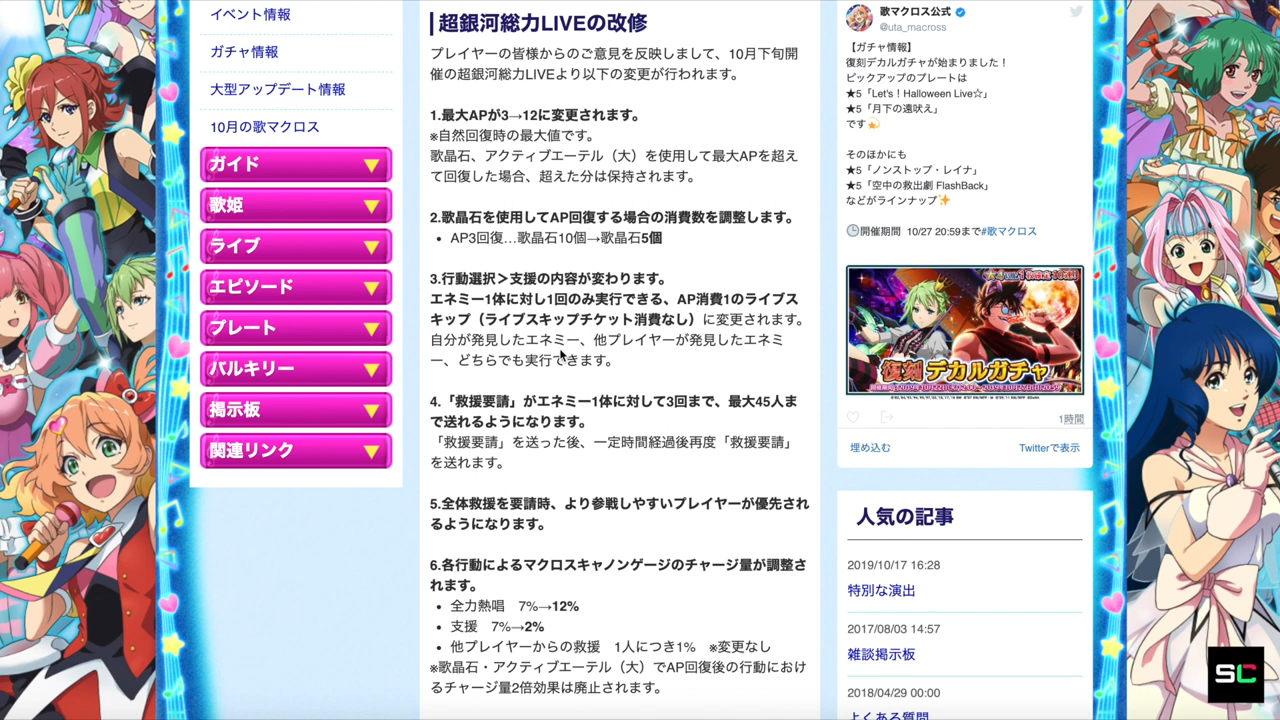 イベント情報
ガチャ情報
大型アップデート情報
10月の歌マクロス
ガイド
歌姫
ライブ
エピソード
プレート
バルキリー
掲示板
関連リンク
超銀河総力LIVEの改修
プレイヤーの皆様からのご意見を反映しまして、10月下旬開
催の超銀河総力LIVEより以下の変更が行われます。
1.最大APが3→12に変更されます。
※自然回復時の最大値です。
歌晶石、アクティブエーテル（大）を使用して最大APを超え
て回復した場合、超えた分は保持されます。
2.歌晶石を使用してAP回復する場合の消費数を調整します。
• AP3回復…歌晶石10個→歌晶石5個
3.行動選択＞支援の内容が変わります。
エネミー1体に対し1回のみ実行できる、AP消費1のライブス
キップ（ライブスキップチケット消費なし）に変更されます。
自分が発見したエネミー、他プレイヤーが発見したエネミ
ー、どちらでも実行できます。
4.「救援要請」がエネミー1体に対して3回まで、最大45人ま
で送れるようになります。
「救援要請」を送った後、一定時間経過後再度「救援要請」
を送れます。
5.全体救援を要請時、より参戦しやすいプレイヤーが優先され
るようになります。
6.各行動によるマクロスキャノンゲージのチャージ量が調整さ
れます。
• 全力熱唱　7%→12%
• 支援　7%→2%
• 他プレイヤーからの救援　1人につき1%　※変更なし
※歌晶石・アクティブエーテル（大）でAP回復後の行動におけ
るチャージ量2倍効果は廃止されます。
歌マクロス公式
@uta_macross
【ガチャ情報】
復刻デカルガチャが始まりました！
ピックアップのプレートは
★5「Let's！Halloween Live☆」
★5「月下の遠吠え」
です
そのほかにも
★5「ノンストップ・レイナ」
★5「空中の救出劇 FlashBack」
などがラインナップ
開催期間 10/27 20:59まで#歌マクロス
復刻デカルガチャ
1時間
埋め込む
Twitterで表示
人気の記事
2019/10/17 16:28
特別な演出
2017/08/03 14:57
雑談掲示板
2018/04/29 00:00
よくある質問
SC